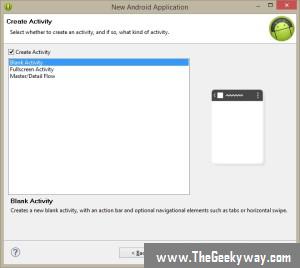 New Android Application
Create Activity
Select whether to create an activity, and if so, what kind of activity.
Create Activity
Blank Activity
Fullscreen Activity
Master/Detail Flow
Blank Activity
Creates a new blank activity, with an action bar and optional navigational elements such as tabs or horizontal swipe.
?
www.TheGeekyway.com